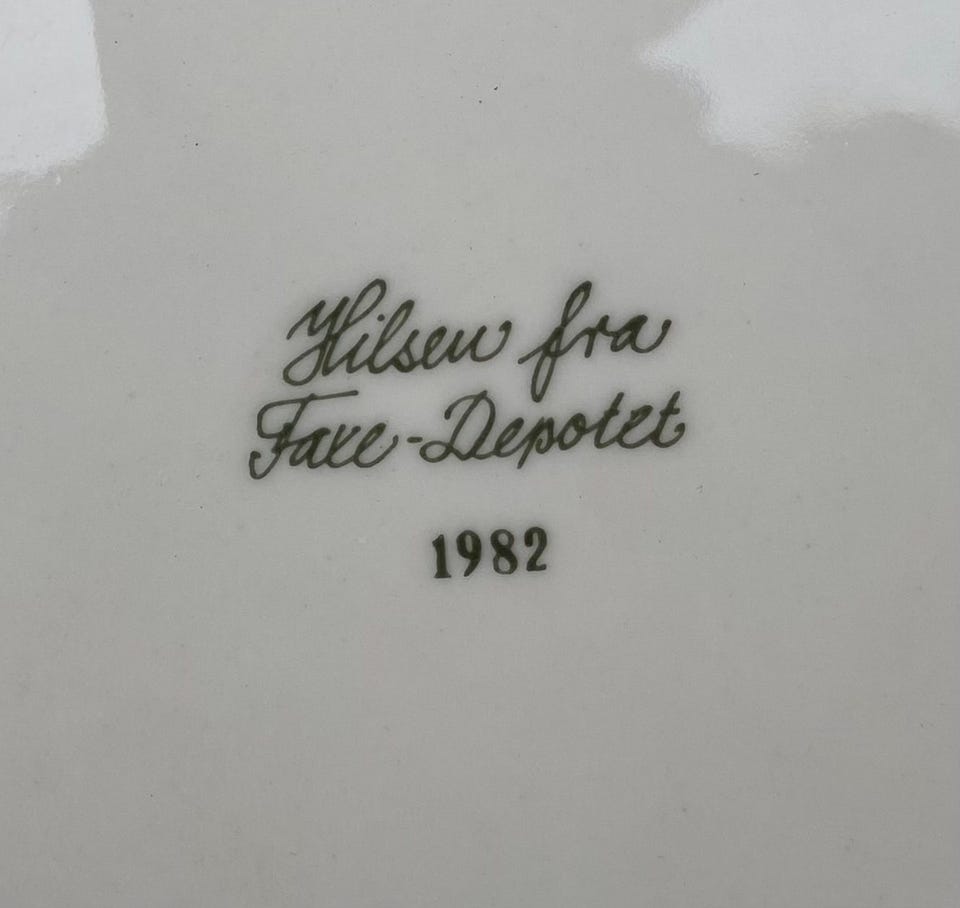 Hilsen fra
Faxe-Depotet
1982